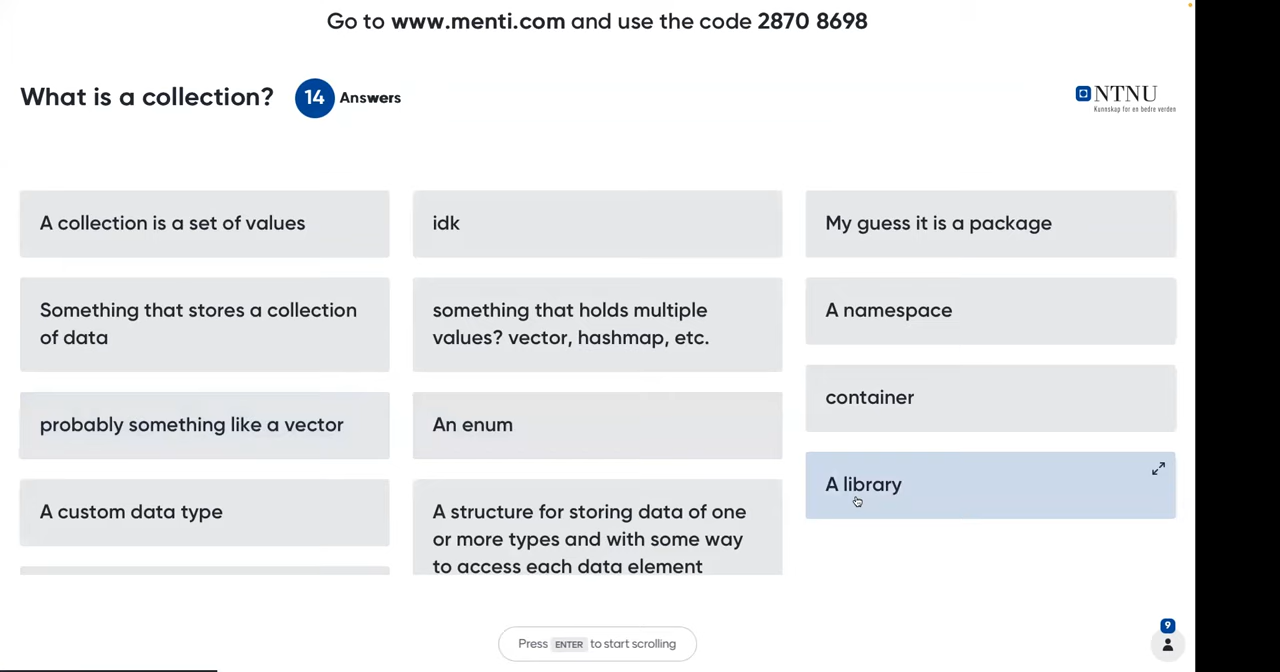 Go to www.menti.com and use the code 2870 8698
What is a collection?
14
Answers
NTNU
Kunnskap for en bedre verden
A collection is a set of values
Something that stores a collection
of data
probably something like a vector
A custom data type
idk
something that holds multiple
values? vector, hashmap, etc.
An enum
A structure for storing data of one
or more types and with some way
to access each data element
My guess it is a package
A namespace
container
A library
Press ENTER to start scrolling
9